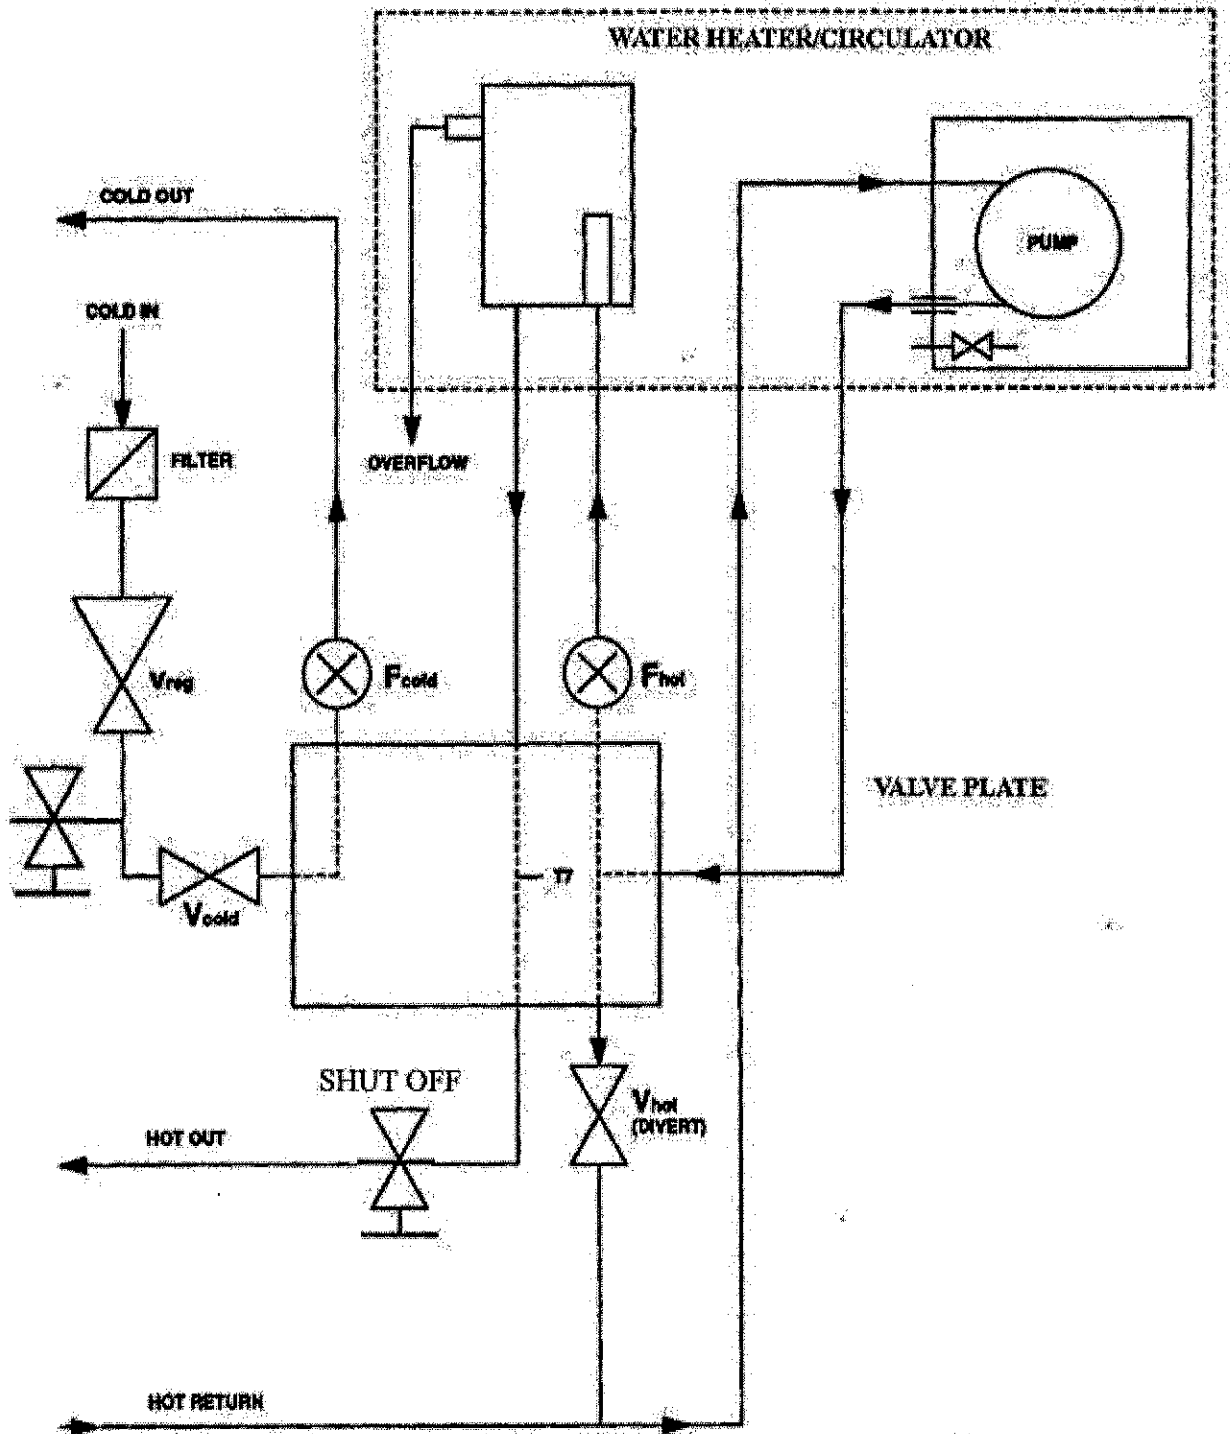 WATER HEATER/CIRCULATOR
COLD OUT
PUMP
COLD IN
FILTER
OVERFLOW
Vreg
Fcold
Fhot
VALVE PLATE
T7
Vcold
SHUT OFF
Vhot
(DIVERT)
HOT OUT
HOT RETURN